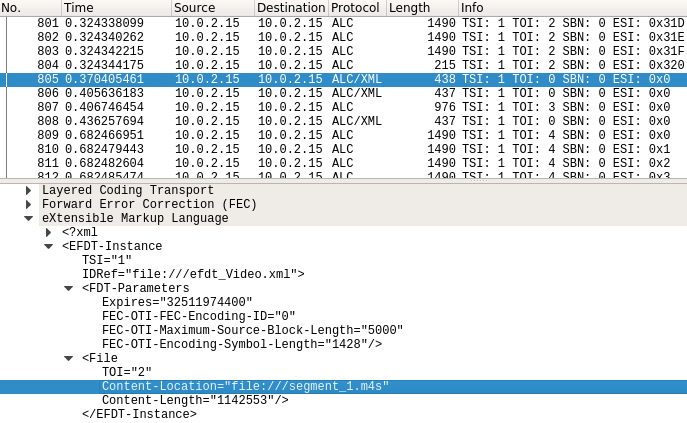 No. Time Source Destination Protocol Length Info
801 0.324338099 10.0.2.15 10.0.2.15 ALC 1490 TSI: 1 TOI: 2 SBN: 0 ESI: 0x31D
802 0.324340262 10.0.2.15 10.0.2.15 ALC 1490 TSI: 1 TOI: 2 SBN: 0 ESI: 0x31E
803 0.324342215 10.0.2.15 10.0.2.15 ALC 1490 TSI: 1 TOI: 2 SBN: 0 ESI: 0x31F
804 0.324344175 10.0.2.15 10.0.2.15 ALC 215 TSI: 1 TOI: 2 SBN: 0 ESI: 0x320
805 0.370405461 10.0.2.15 10.0.2.15 ALC/XML 438 TSI: 1 TOI: 0 SBN: 0 ESI: 0x0
806 0.405636183 10.0.2.15 10.0.2.15 ALC/XML 437 TSI: 1 TOI: 0 SBN: 0 ESI: 0x0
807 0.406746454 10.0.2.15 10.0.2.15 ALC 976 TSI: 1 TOI: 3 SBN: 0 ESI: 0x0
808 0.436257694 10.0.2.15 10.0.2.15 ALC/XML 437 TSI: 1 TOI: 0 SBN: 0 ESI: 0x0
809 0.682466951 10.0.2.15 10.0.2.15 ALC 1490 TSI: 1 TOI: 4 SBN: 0 ESI: 0x0
810 0.682479443 10.0.2.15 10.0.2.15 ALC 1490 TSI: 1 TOI: 4 SBN: 0 ESI: 0x1
811 0.682482604 10.0.2.15 10.0.2.15 ALC 1490 TSI: 1 TOI: 4 SBN: 0 ESI: 0x2
812 0.682485474 10.0.2.15 10.0.2.15 ALC 1490 TSI: 1 TOI: 4 SBN: 0 ESI: 0x3
Layered Coding Transport
Forward Error Correction (FEC)
eXtensible Markup Language
<?xml
<EFDT-Instance
TSI="1"
IDRef="file:///efdt_Video.xml">
<FDT-Parameters
Expires="32511974400"
FEC-OTI-FEC-Encoding-ID="0"
FEC-OTI-Maximum-Source-Block-Length="5000"
FEC-OTI-Encoding-Symbol-Length="1428"/>
<File
TOI="2"
Content-Location="file:///segment_1.m4s"
Content-Length="1142553"/>
</EFDT-Instance>